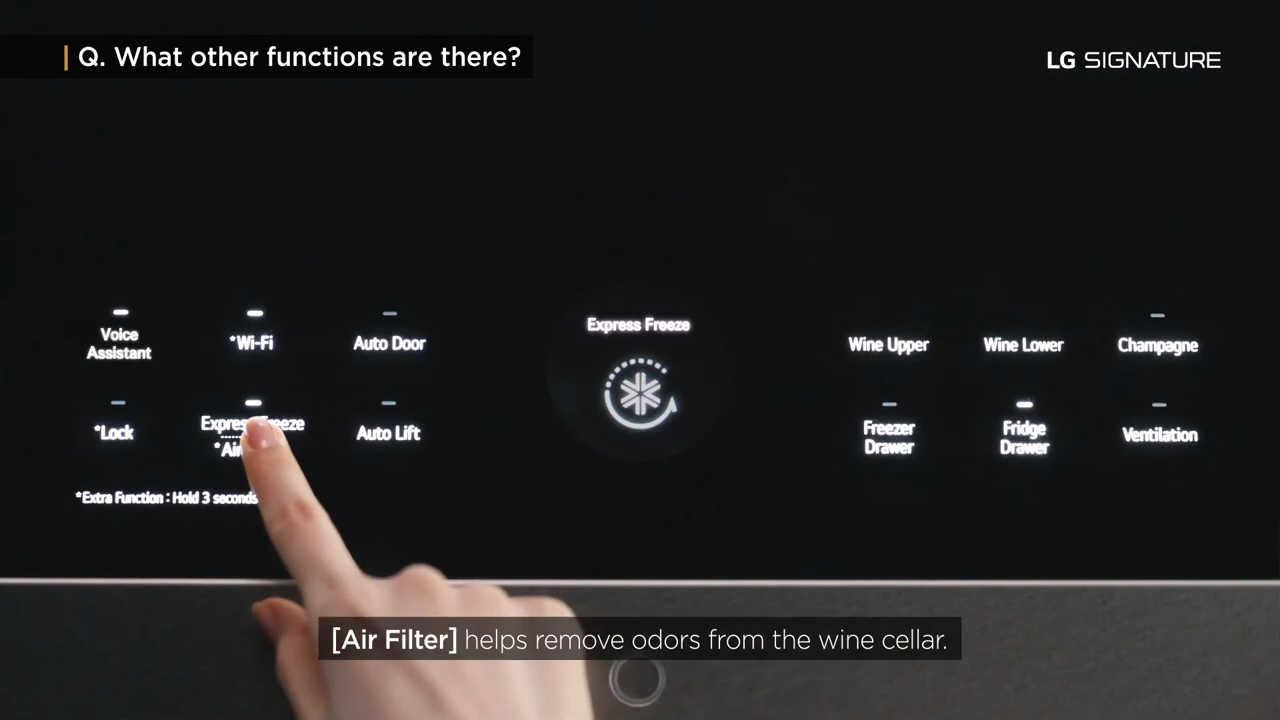 Q. What other functions are there?
LG SIGNATURE
Voice
Assistant
*Wi-Fi
Auto Door
Express Freeze
Wine Upper
Wine Lower
Champagne
*Lock
Auto Lift
Freezer
Drawer
Fridge
Drawer
Ventilation
*Extra Function : Hold 3 seconds
[Air Filter] helps remove odors from the wine cellar.